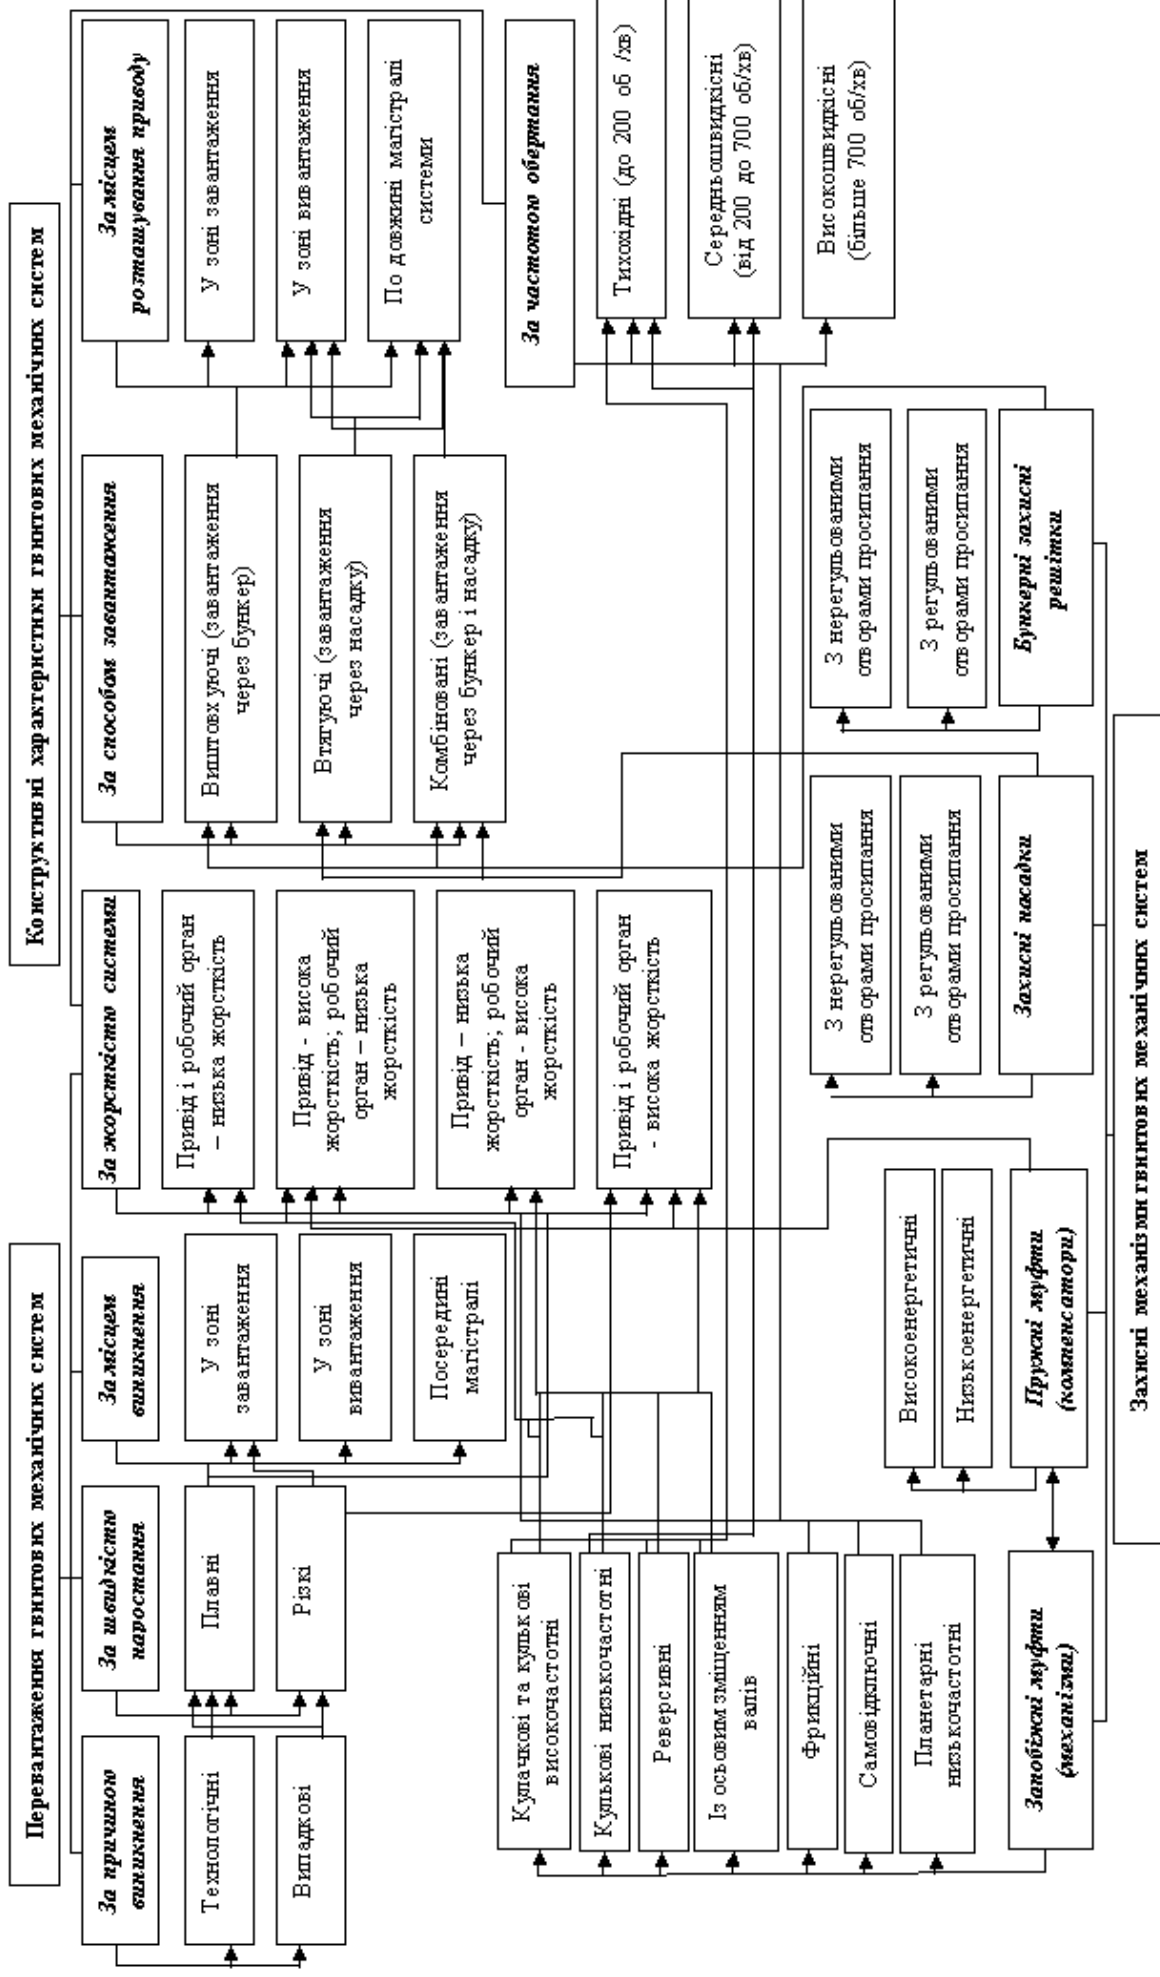 Перевантаження гвинтових механічних систем
За причиною
виникнення
Технологічні
Випадкові
За швидкістю
наростання
Плавні
Різкі
За місцем
виникнення
У зоні
завантаження
У зоні
вивантаження
Посередині
магістралі
Конструктивні характеристики гвинтових механічних систем
За жорсткістю системи
Привід і робочий орган
– низька жорсткість
Привід - висока
жорсткість; робочий
орган – низька
жорсткість
Привід – низька
жорсткість; робочий
орган - висока
жорсткість
Привід і робочий орган
- висока жорсткість
За способом завантаження
Виштовхуючі (завантаження
через бункер)
Втягуючі (завантаження
через насадку)
Комбіновані (завантаження
через бункер і насадку)
За місцем
розташування приводу
У зоні завантаження
У зоні вивантаження
По довжині магістралі
системи
За частотою обертання
Тихохідні (до 200 об /хв)
Середньошвидкісні
(від 200 до 700 об/хв)
Високошвидкісні
(більше 700 об/хв)
Кулачкові та кулькові
високочастотні
Кулькові низькочастотні
Реверсивні
Із осьовим зміщенням
валів
Фрикційні
Самовідключні
Планетарні
низькочастотні
Запобіжні муфти
(механізми)
Високоенергетичні
Низькоенергетичні
Пружні муфти
(компенсатори)
З нерегульованими
отворами просипання
З регульованими
отворами просипання
Захисні насадки
З нерегульованими
отворами просипання
З регульованими
отворами просипання
Бункерні захисні
решітки
Захисні механізми гвинтових механічних систем